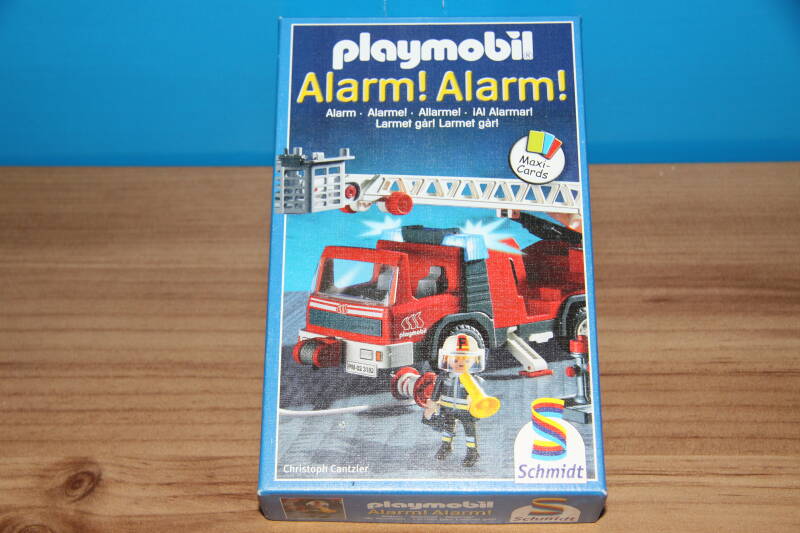 playmobil
Alarm! Alarm!
Alarm · Alarme! · Allarme! · ¡Al Alarmar!
Larmet går! Larmet går!
Maxi-
Cards
playmobil
Christoph Cantzler
Schmidt
playmobil
Alarm! Alarm!
Schmidt